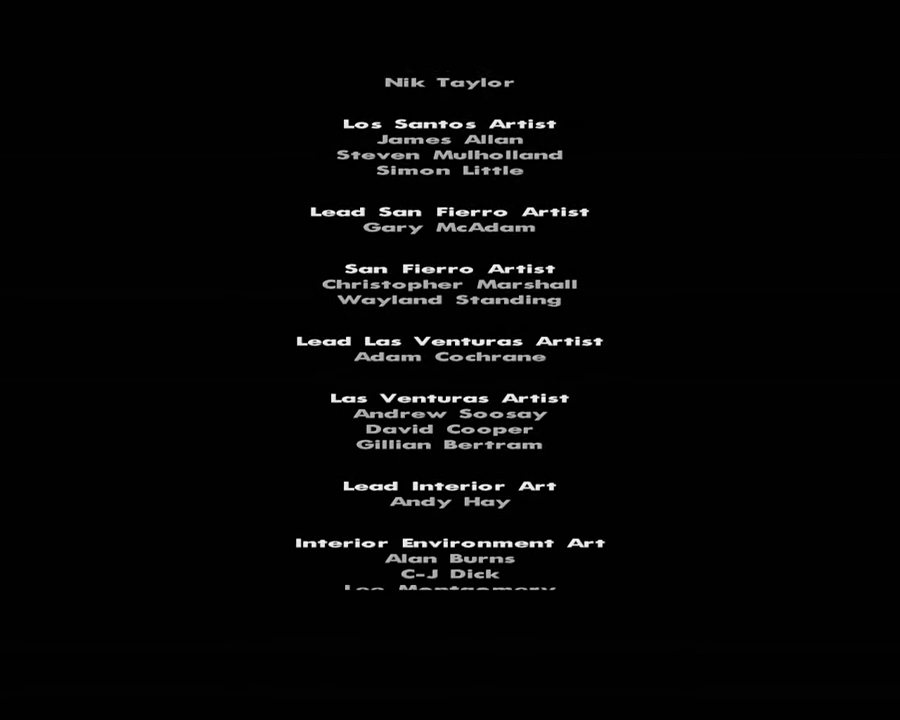 Nik Taylor
Los Santos Artist
James Allan
Steven Mulholland
Simon Little
Lead San Fierro Artist
Gary McAdam
San Fierro Artist
Christopher Marshall
Wayland Standing
Lead Las Venturas Artist
Adam Cochrane
Las Venturas Artist
Andrew Soosay
David Cooper
Gillian Bertram
Lead Interior Art
Andy Hay
Interior Environment Art
Alan Burns
C-J Dick
Lee Montgomery